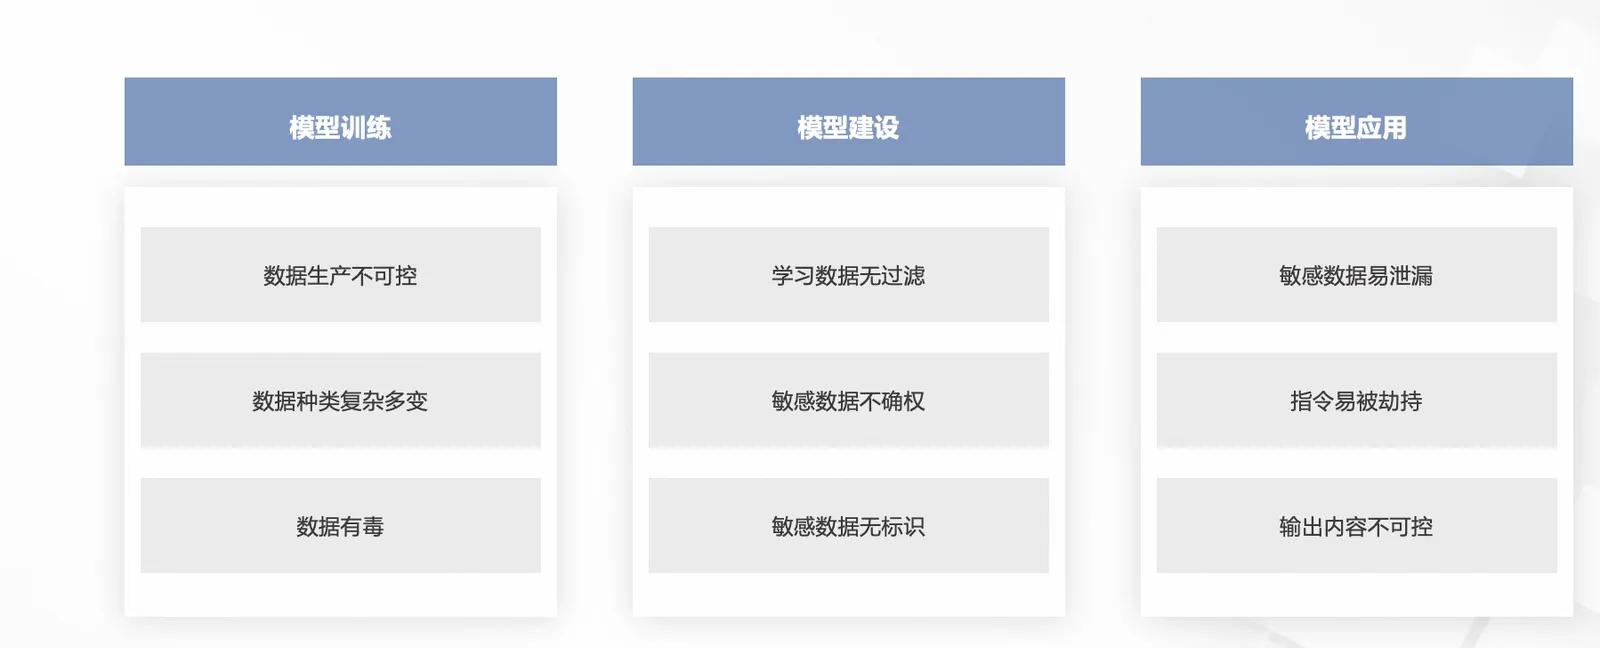 模型训练
数据生产不可控
数据种类复杂多变
数据有毒
模型建设
学习数据无过滤
敏感数据不确权
敏感数据无标识
模型应用
敏感数据易泄漏
指令易被劫持
输出内容不可控